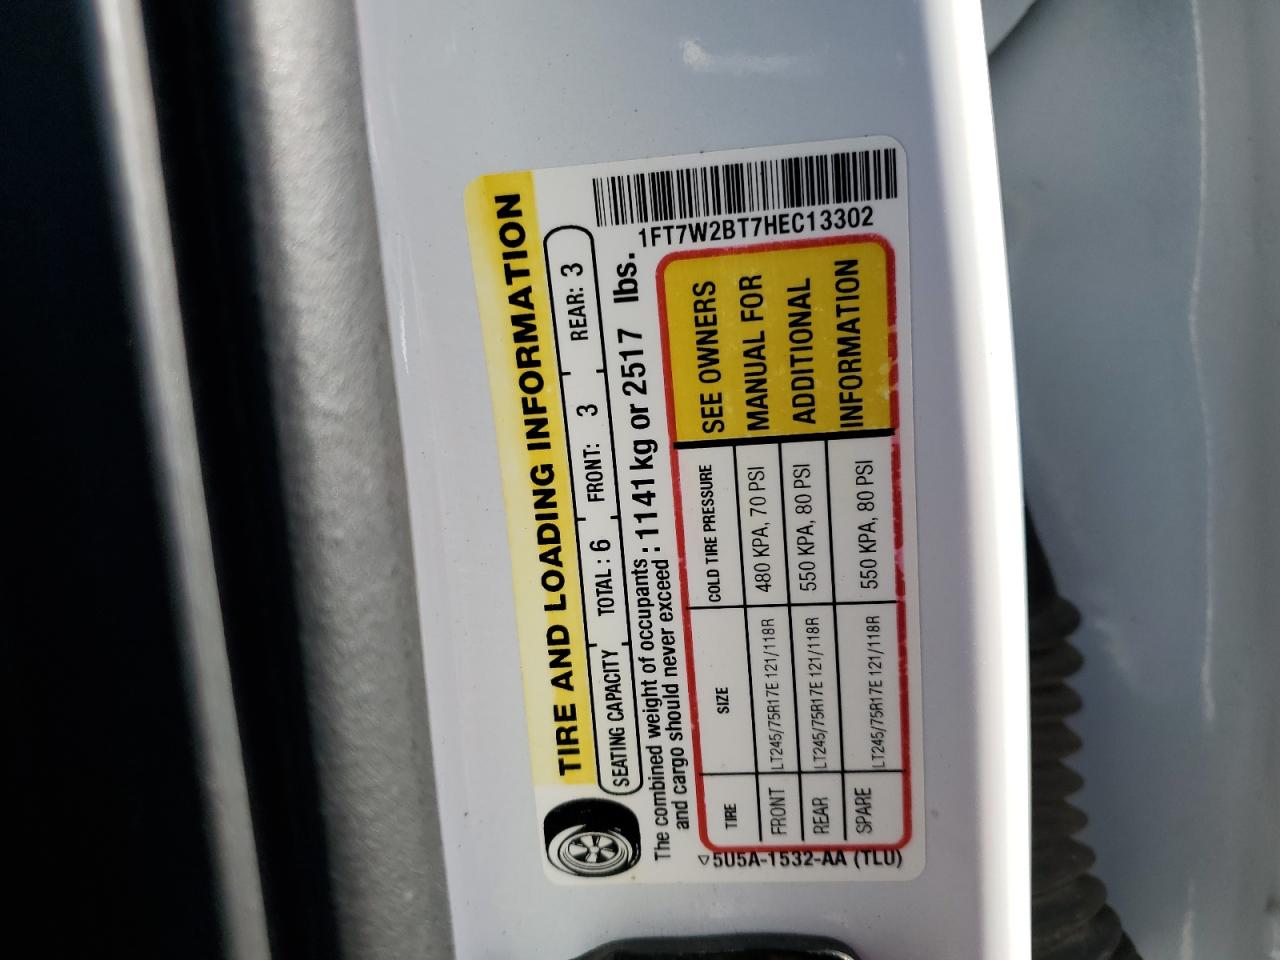 TIRE AND LOADING INFORMATION
SEATING CAPACITY TOTAL : 6 FRONT: 3 REAR: 3
The combined weight of occupants
and cargo should never exceed : 1141 kg or 2517 lbs.
1FT7W2BT7HEC13302
TIRE SIZE COLD TIRE PRESSURE
FRONT LT245/75R17E 121/118R 480 KPA, 70 PSI
REAR LT245/75R17E 121/118R 550 KPA, 80 PSI
SPARE LT245/75R17E 121/118R 550 KPA, 80 PSI
SEE OWNERS
MANUAL FOR
ADDITIONAL
INFORMATION
▽5U5A-1532-AA (TLU)